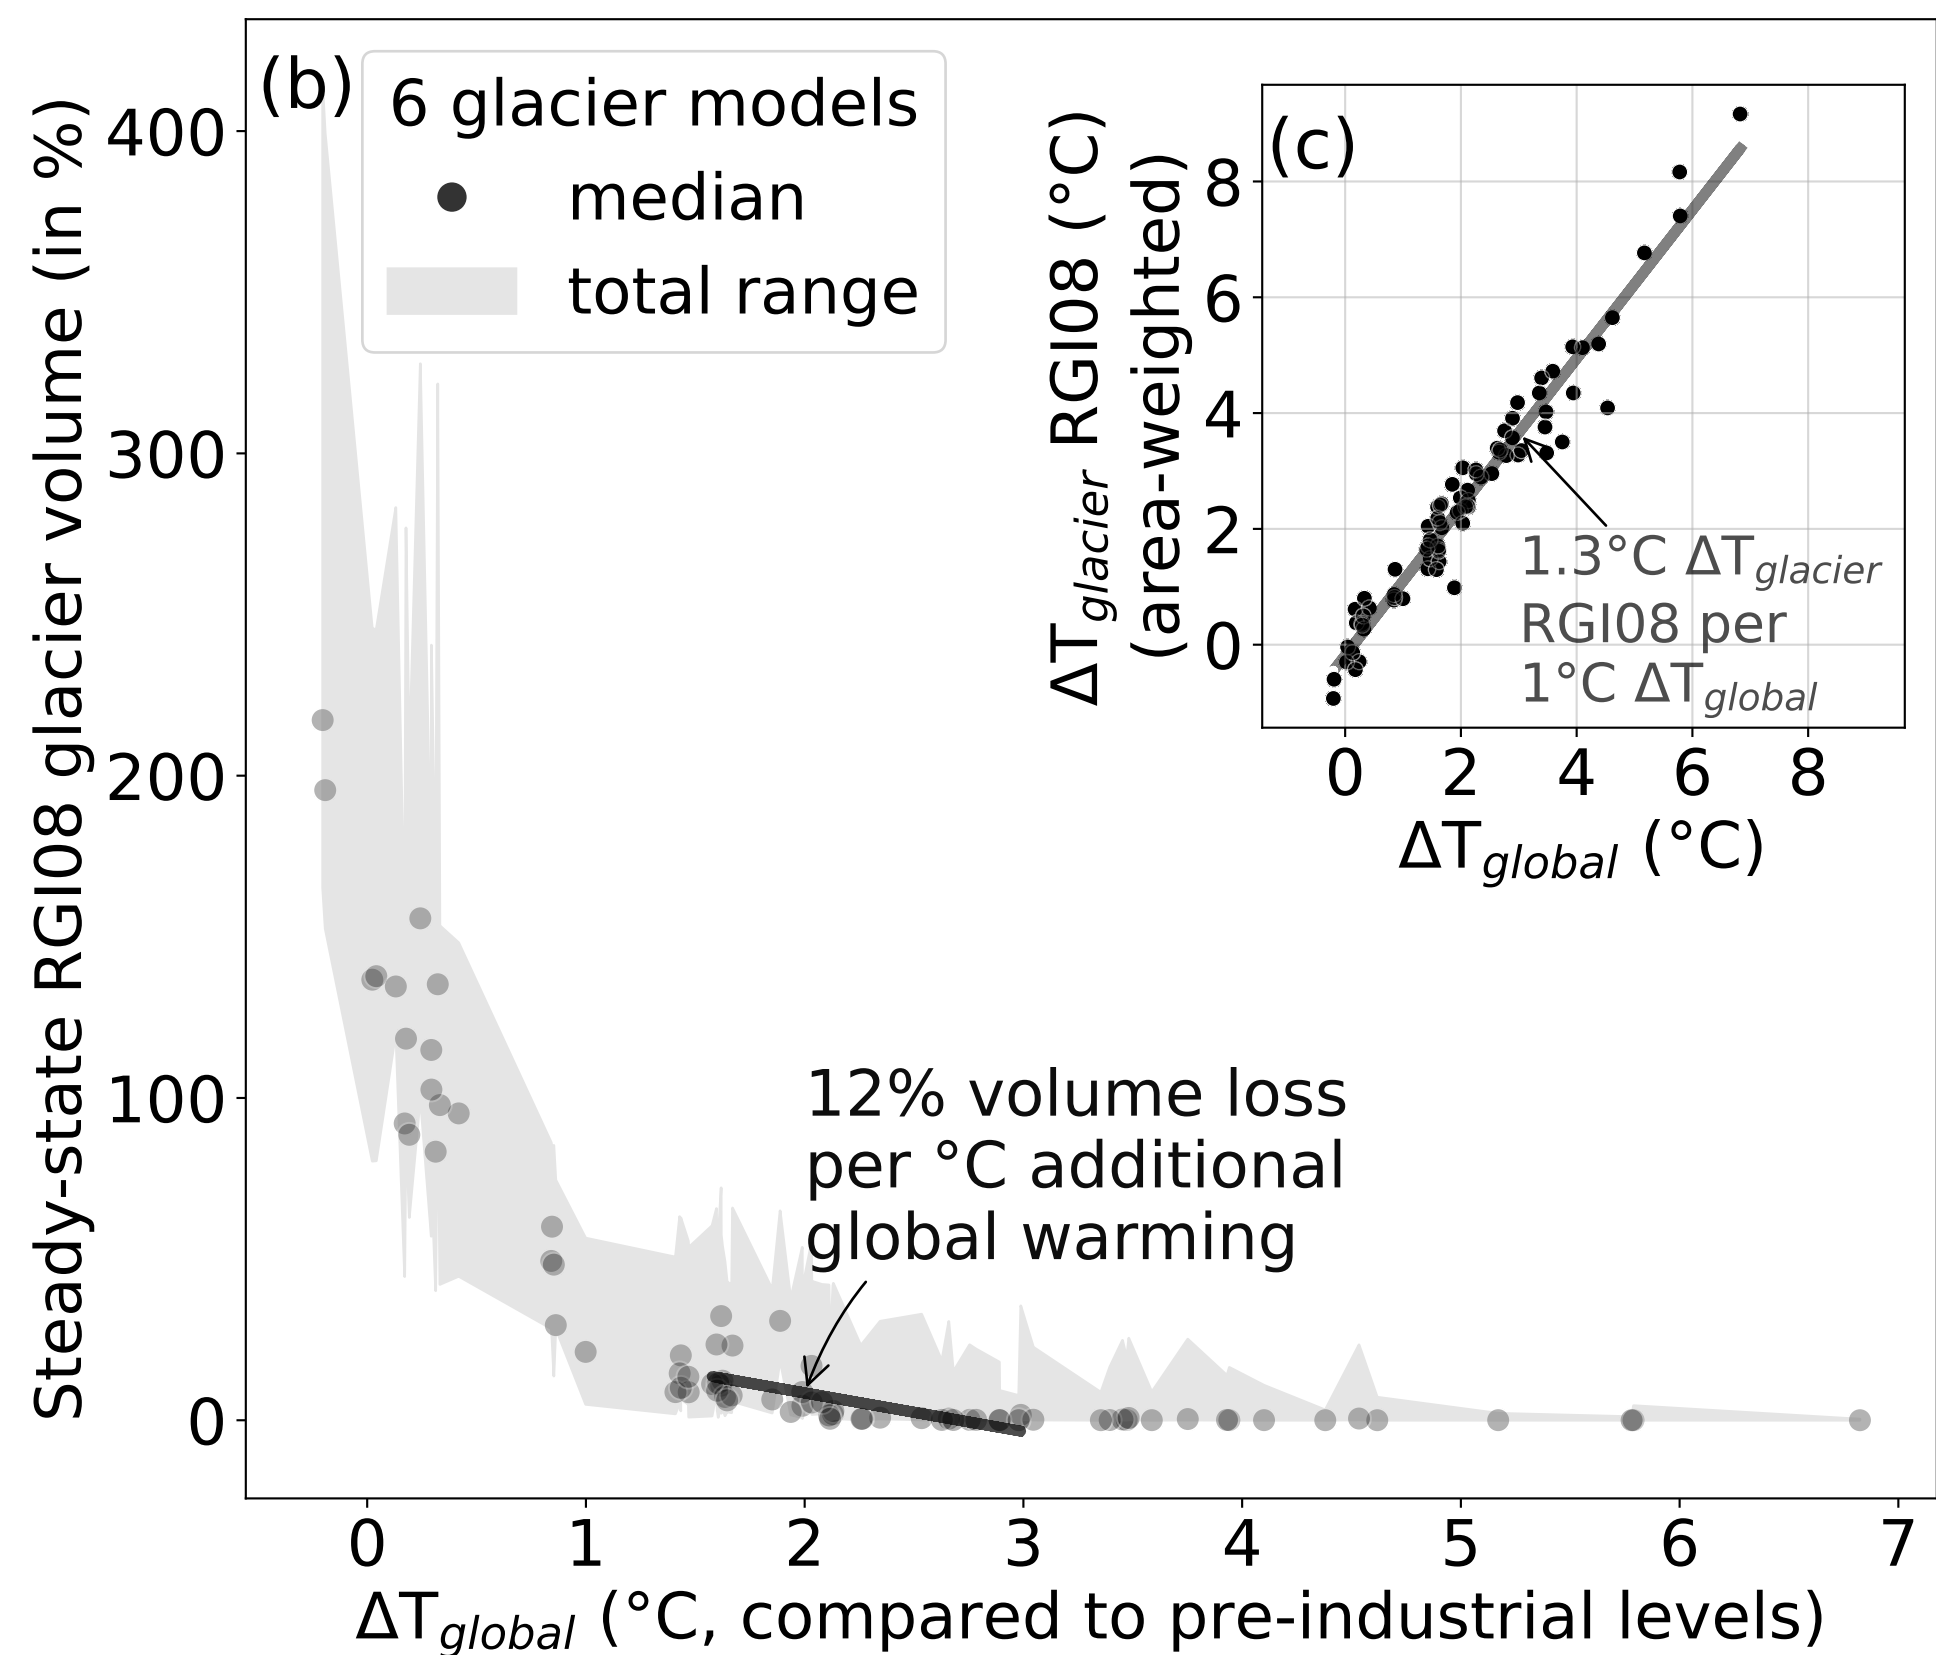 (b)
6 glacier models
median
total range
Steady-state RGI08 glacier volume (in %)
400
300
200
100
0
12% volume loss
per °C additional
global warming
0 1 2 3 4 5 6 7
ΔTglobal (°C, compared to pre-industrial levels)
(c)
ΔTglacier RGI08 (°C)
(area-weighted)
8
6
4
2
0
1.3°C ΔTglacier
RGI08 per
1°C ΔTglobal
0 2 4 6 8
ΔTglobal (°C)